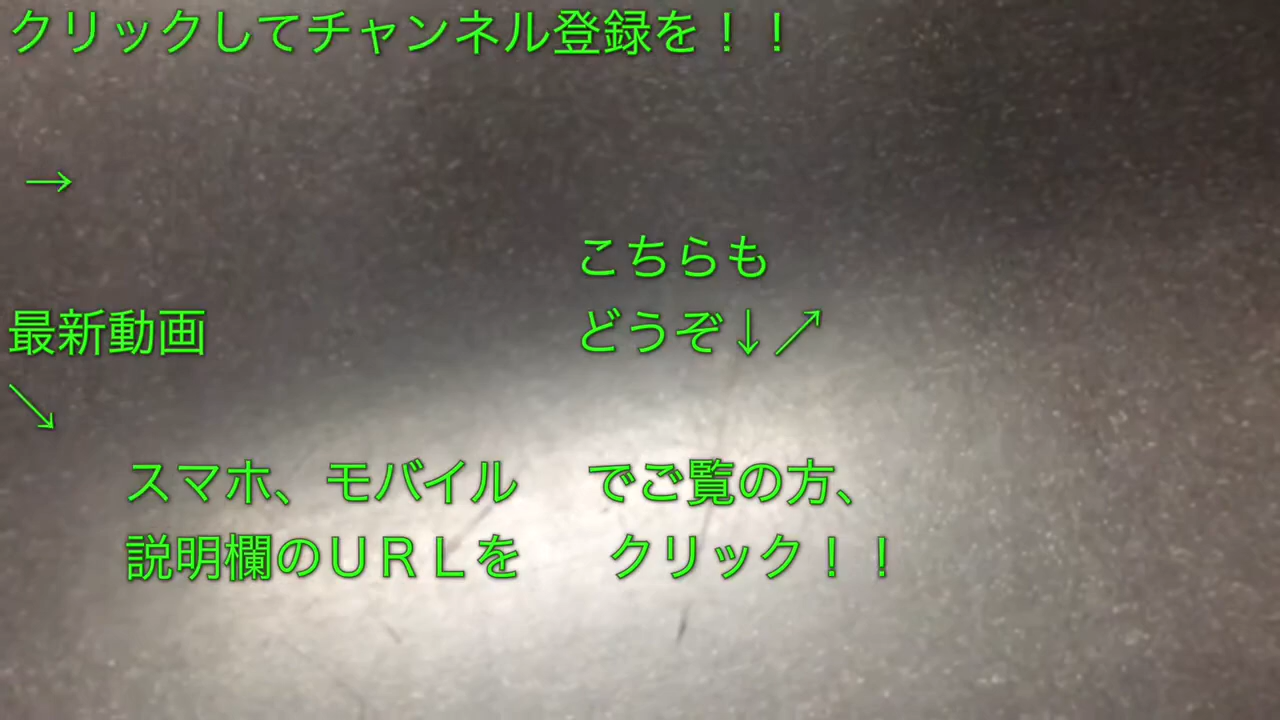 クリックしてチャンネル登録を！！
→
こちらも
最新動画 どうぞ↓↗
↘
スマホ、モバイル でご覧の方、
説明欄のＵＲＬを クリック！！